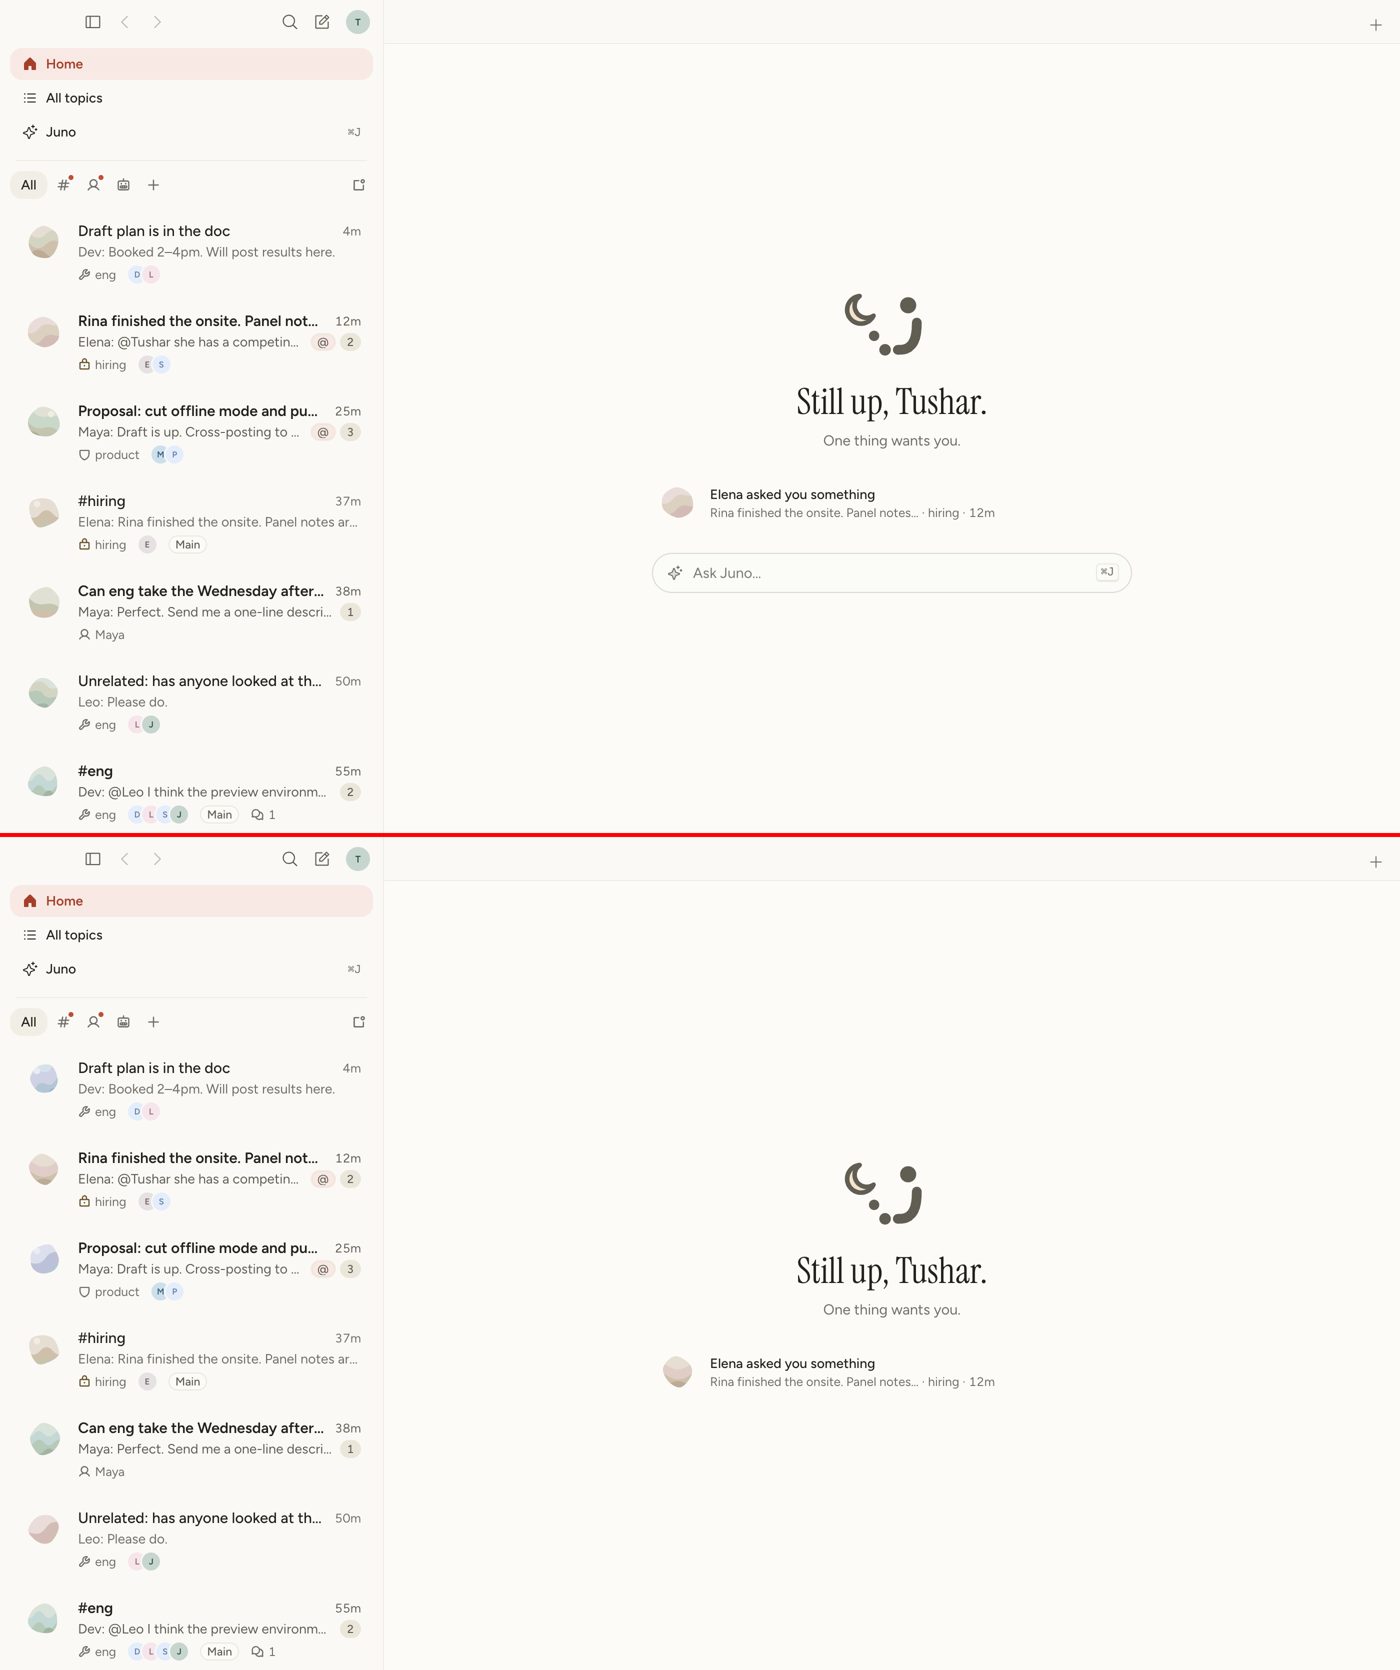 T
Home
All topics
Juno ⌘J
All
Draft plan is in the doc 4m
Dev: Booked 2–4pm. Will post results here.
eng D L
Rina finished the onsite. Panel not... 12m
Elena: @Tushar she has a competin... @ 2
hiring E S
Proposal: cut offline mode and pu... 25m
Maya: Draft is up. Cross-posting to ... @ 3
product M P
#hiring 37m
Elena: Rina finished the onsite. Panel notes ar...
hiring E Main
Can eng take the Wednesday after... 38m
Maya: Perfect. Send me a one-line descri... 1
Maya
Unrelated: has anyone looked at th... 50m
Leo: Please do.
eng L J
#eng 55m
Dev: @Leo I think the preview environm... 2
eng D L S J Main 1
Still up, Tushar.
One thing wants you.
Elena asked you something
Rina finished the onsite. Panel notes... · hiring · 12m
Ask Juno... ⌘J
T
Home
All topics
Juno ⌘J
All
Draft plan is in the doc 4m
Dev: Booked 2–4pm. Will post results here.
eng D L
Rina finished the onsite. Panel not... 12m
Elena: @Tushar she has a competin... @ 2
hiring E S
Proposal: cut offline mode and pu... 25m
Maya: Draft is up. Cross-posting to ... @ 3
product M P
#hiring 37m
Elena: Rina finished the onsite. Panel notes ar...
hiring E Main
Can eng take the Wednesday after... 38m
Maya: Perfect. Send me a one-line descri... 1
Maya
Unrelated: has anyone looked at th... 50m
Leo: Please do.
eng L J
#eng 55m
Dev: @Leo I think the preview environm... 2
eng D L S J Main 1
Still up, Tushar.
One thing wants you.
Elena asked you something
Rina finished the onsite. Panel notes... · hiring · 12m